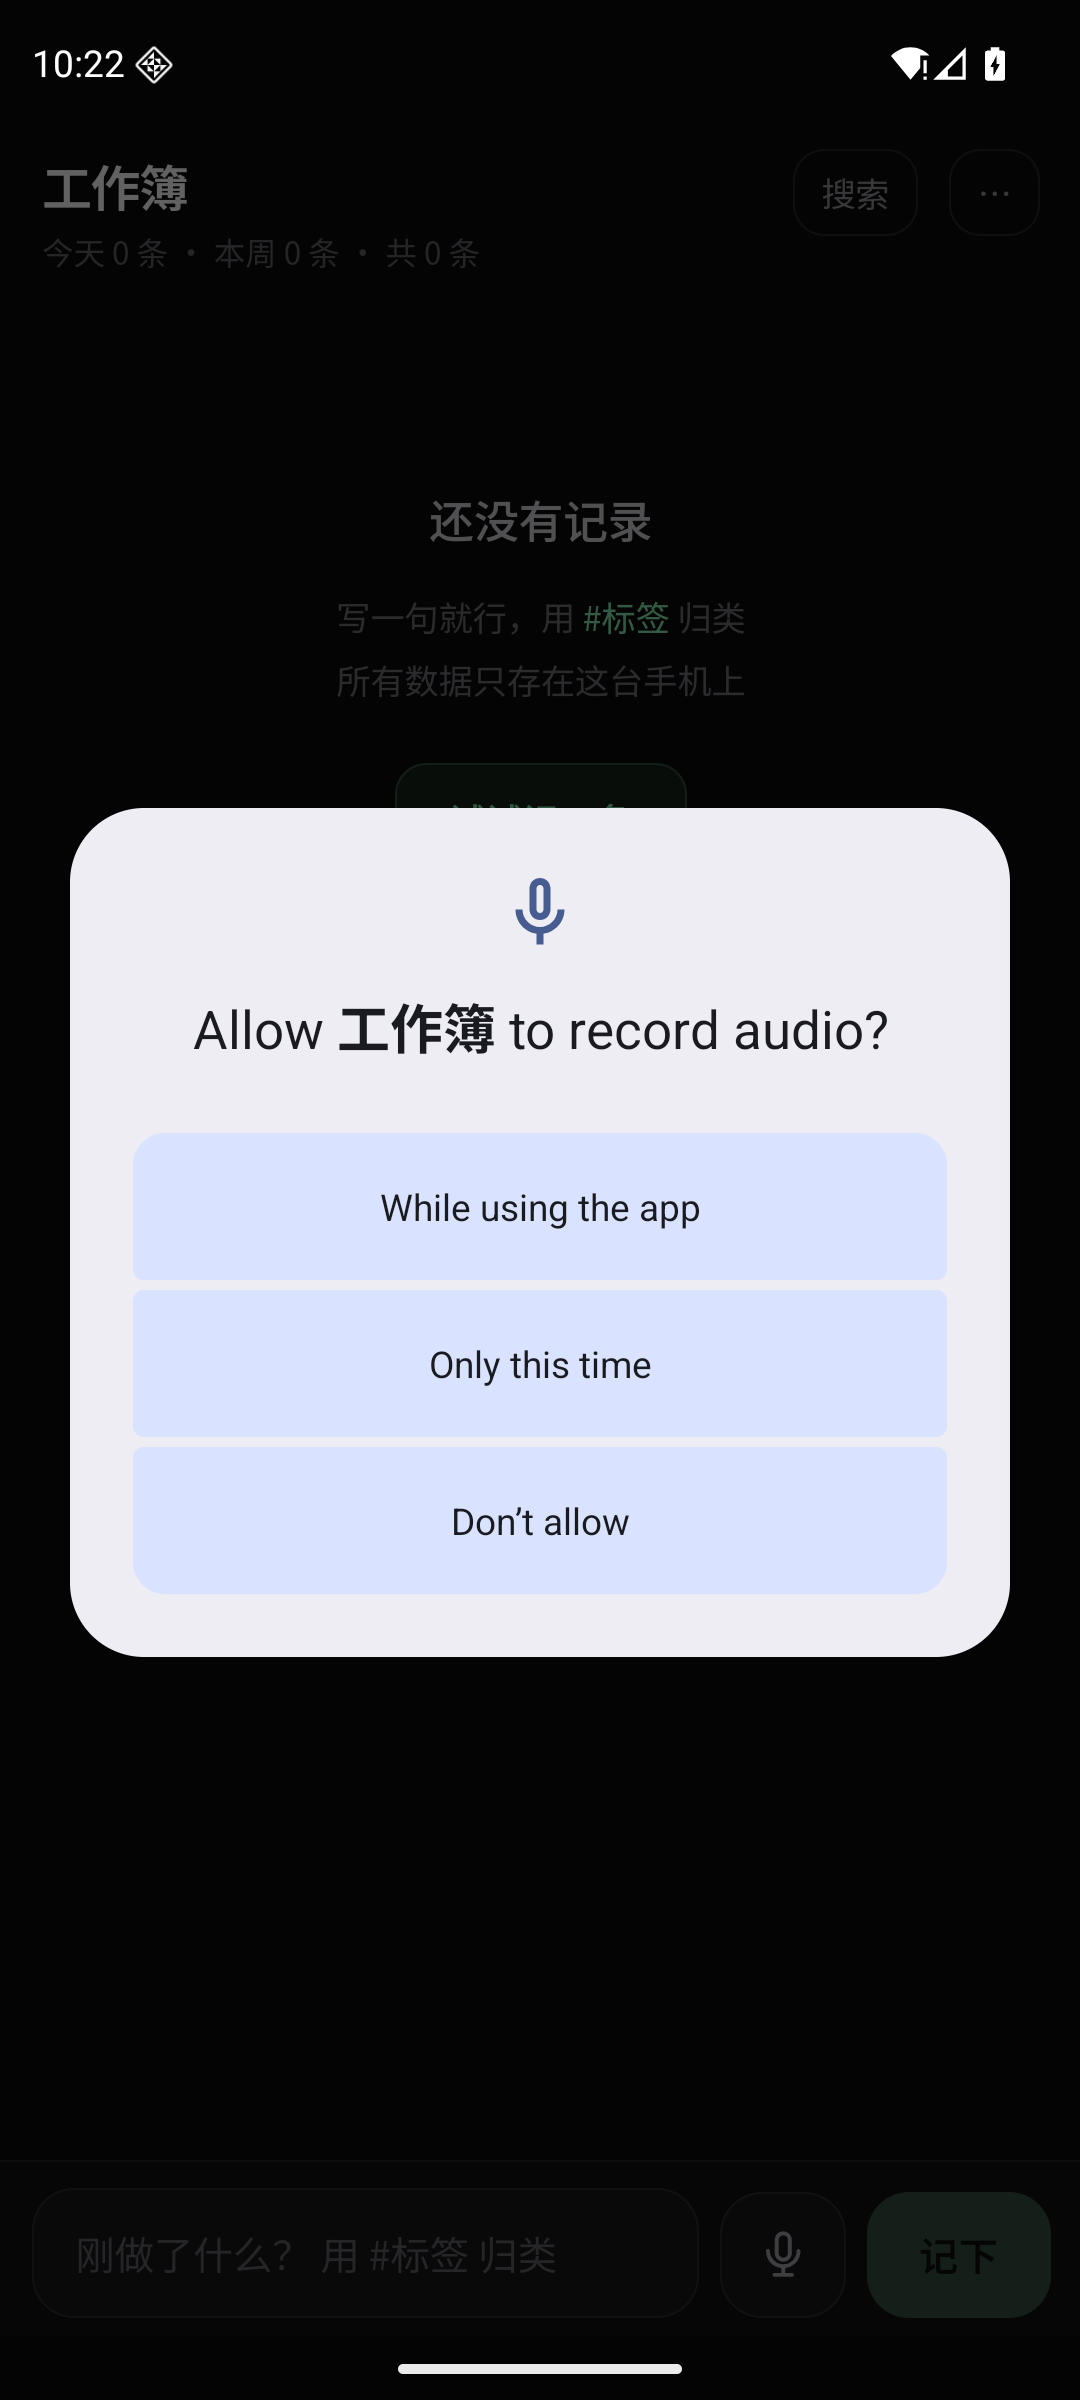 10:22
工作簿
今天 0 条 · 本周 0 条 · 共 0 条
搜索
···
还没有记录
写一句就行，用 #标签 归类
所有数据只存在这台手机上
Allow 工作簿 to record audio?
While using the app
Only this time
Don’t allow
刚做了什么？ 用 #标签 归类
记下